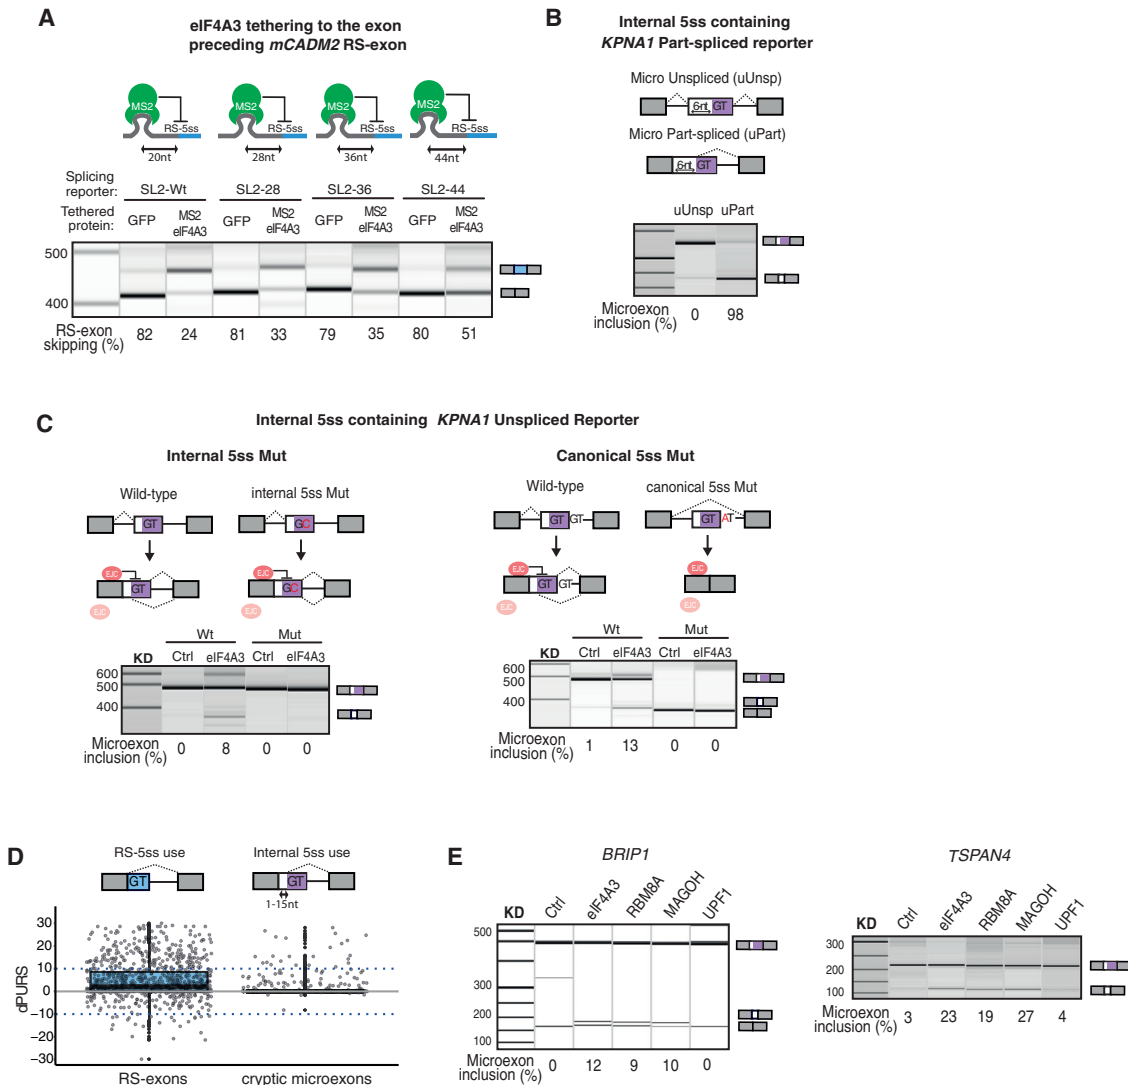 A
eIF4A3 tethering to the exon
preceding mCADM2 RS-exon
MS2 MS2 MS2 MS2
RS-5ss RS-5ss RS-5ss RS-5ss
20nt 28nt 36nt 44nt
Splicing
reporter: SL2-Wt SL2-28 SL2-36 SL2-44
Tethered
protein: GFP MS2 eIF4A3 GFP MS2 eIF4A3 GFP MS2 eIF4A3 GFP MS2 eIF4A3
500
400
RS-exon
skipping (%) 82 24 81 33 79 35 80 51
B
Internal 5ss containing
KPNA1 Part-spliced reporter
Micro Unspliced (uUnsp)
6nt GT
Micro Part-spliced (uPart)
6nt GT
uUnsp uPart
Microexon
inclusion (%) 0 98
C
Internal 5ss containing KPNA1 Unspliced Reporter
Internal 5ss Mut
Wild-type internal 5ss Mut
GT GC
EJC EJC
GT GC
EJC EJC
Wt Mut
KD Ctrl eIF4A3 Ctrl eIF4A3
600
500
400
Microexon
inclusion (%) 0 8 0 0
Canonical 5ss Mut
Wild-type canonical 5ss Mut
GT GT GT AT
EJC EJC
GT GT
EJC EJC
Wt Mut
KD Ctrl eIF4A3 Ctrl eIF4A3
600
500
400
Microexon
inclusion (%) 1 13 0 0
D
RS-5ss use Internal 5ss use
GT GT
1-15nt
dPURS
30
20
10
0
−10
−20
−30
RS-exons cryptic microexons
E
BRIP1
KD Ctrl eIF4A3 RBM8A MAGOH UPF1
500
300
200
100
Microexon
inclusion (%) 0 12 9 10 0
TSPAN4
KD Ctrl eIF4A3 RBM8A MAGOH UPF1
300
200
100
Microexon
inclusion (%) 3 23 19 27 4